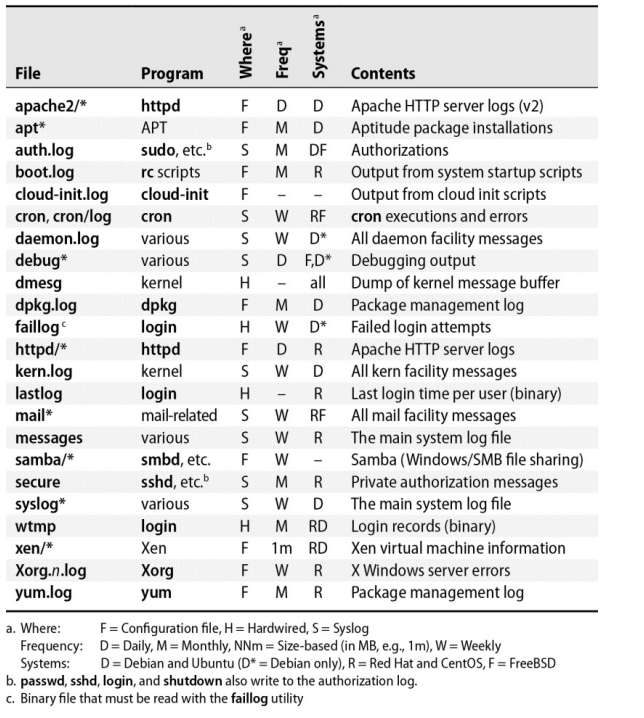 File Program Where^a Freq^a Systems^a Contents
apache2/* httpd F D D Apache HTTP server logs (v2)
apt* APT F M D Aptitude package installations
auth.log sudo, etc.^b S M DF Authorizations
boot.log rc scripts F M R Output from system startup scripts
cloud-init.log cloud-init F – – Output from cloud init scripts
cron, cron/log cron S W RF cron executions and errors
daemon.log various S W D* All daemon facility messages
debug* various S D F,D* Debugging output
dmesg kernel H – all Dump of kernel message buffer
dpkg.log dpkg F M D Package management log
faillog^c login H W D* Failed login attempts
httpd/* httpd F D R Apache HTTP server logs
kern.log kernel S W D All kern facility messages
lastlog login H – R Last login time per user (binary)
mail* mail-related S W RF All mail facility messages
messages various S W R The main system log file
samba/* smbd, etc. F W – Samba (Windows/SMB file sharing)
secure sshd, etc.^b S M R Private authorization messages
syslog* various S W D The main system log file
wtmp login H M RD Login records (binary)
xen/* Xen F 1m RD Xen virtual machine information
Xorg.n.log Xorg F W R X Windows server errors
yum.log yum F M R Package management log
a. Where: F = Configuration file, H = Hardwired, S = Syslog
Frequency: D = Daily, M = Monthly, NNm = Size-based (in MB, e.g., 1m), W = Weekly
Systems: D = Debian and Ubuntu (D* = Debian only), R = Red Hat and CentOS, F = FreeBSD
b. passwd, sshd, login, and shutdown also write to the authorization log.
c. Binary file that must be read with the faillog utility